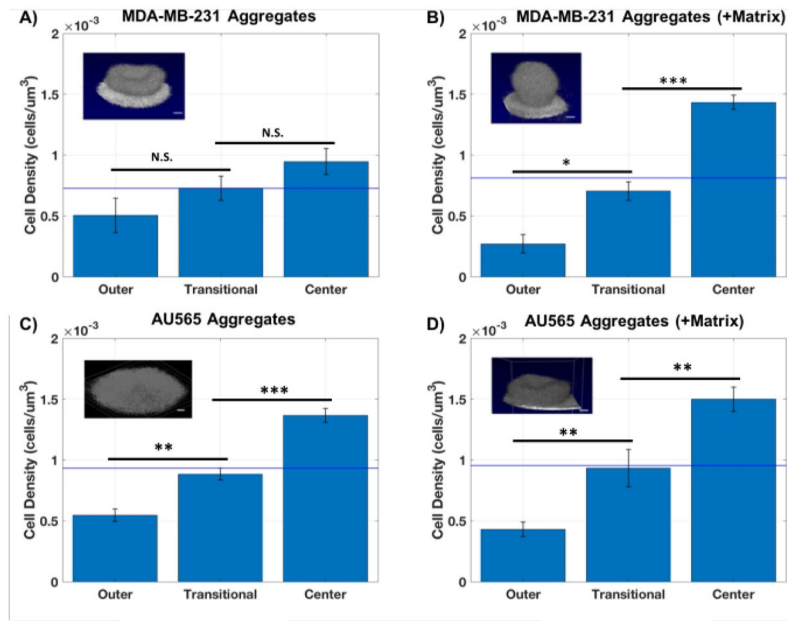 A) MDA-MB-231 Aggregates
×10⁻³
2
1.5
1
0.5
0
Cell Density (cells/um³)
N.S.
N.S.
Outer Transitional Center
B) MDA-MB-231 Aggregates (+Matrix)
×10⁻³
2
1.5
1
0.5
0
Cell Density (cells/um³)
*
***
Outer Transitional Center
C) AU565 Aggregates
×10⁻³
2
1.5
1
0.5
0
Cell Density (cells/um³)
**
***
Outer Transitional Center
D) AU565 Aggregates (+Matrix)
×10⁻³
2
1.5
1
0.5
0
Cell Density (cells/um³)
**
**
Outer Transitional Center